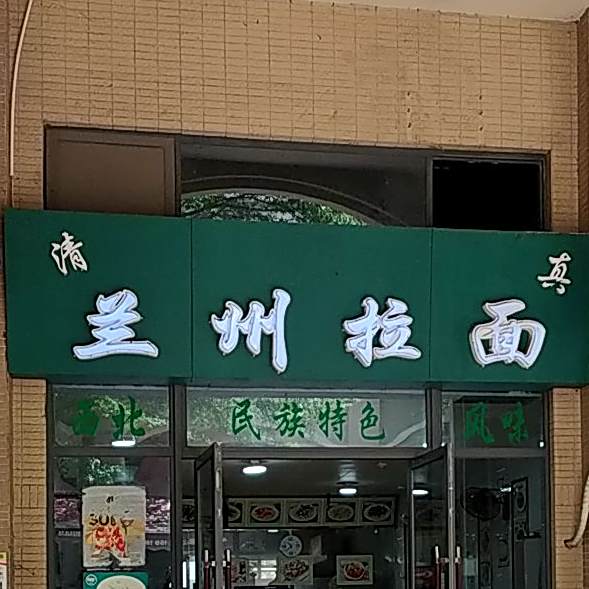 清真
兰州拉面
西北 民族特色 风味